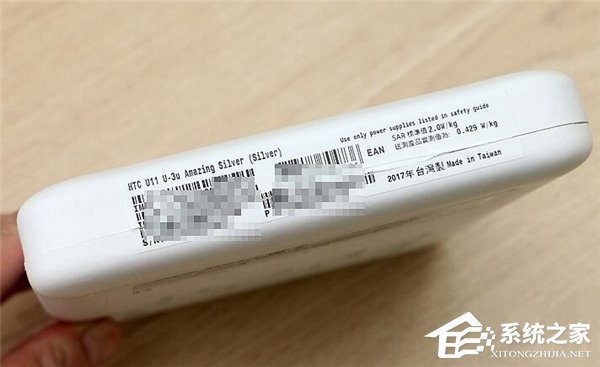 Use only power supplies listed in safety guide
HTC U11 U-3u Amazing Silver (Silver)
EAN
SAR 標準值 2.0W/kg
送測產品實測值為: 0.429 W/kg
2017年 台灣製 Made in Taiwan
S/N
P
系统之家
XITONGZHIJIA.NET